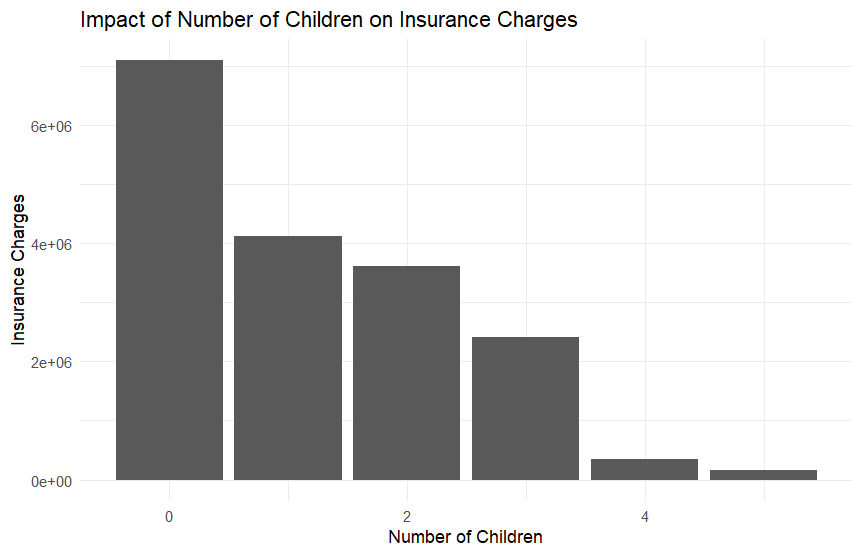 Impact of Number of Children on Insurance Charges
Insurance Charges
6e+06
4e+06
2e+06
0e+00
0
2
4
Number of Children